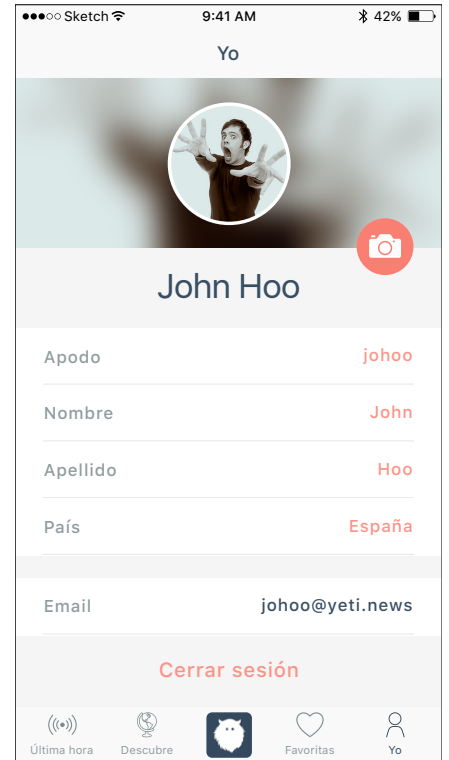 Sketch 9:41 AM 42%
Yo
John Hoo
Apodo johoo
Nombre John
Apellido Hoo
País España
Email johoo@yeti.news
Cerrar sesión
Última hora Descubre Favoritas Yo